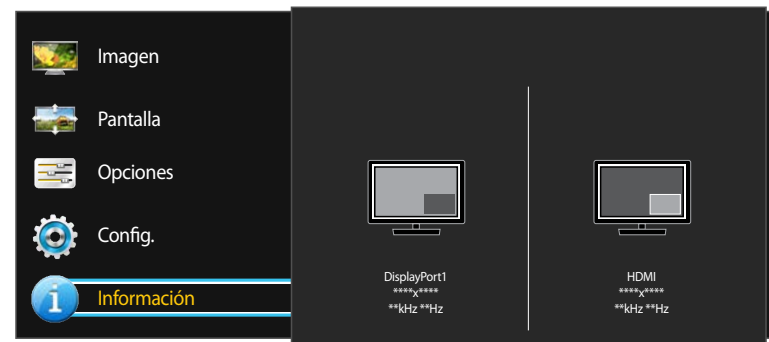 Imagen
Pantalla
Opciones
Config.
Información
DisplayPort1
****x****
**kHz **Hz
HDMI
****x****
**kHz **Hz